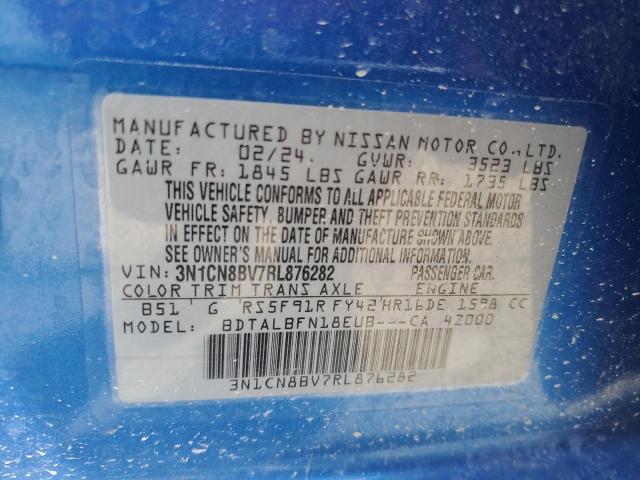 MANUFACTURED BY NISSAN MOTOR CO., LTD.
DATE: 02/24. GVWR: 3523 LBS
GAWR FR: 1845 LBS GAWR RR: 1735 LBS
THIS VEHICLE CONFORMS TO ALL APPLICABLE FEDERAL MOTOR
VEHICLE SAFETY, BUMPER AND THEFT PREVENTION STANDARDS
IN EFFECT ON THE DATE OF MANUFACTURE SHOWN ABOVE.
SEE OWNER'S MANUAL FOR ADDITIONAL INFORMATION.
VIN: 3N1CN8BV7RL876282 PASSENGER CAR.
COLOR TRIM TRANS AXLE ENGINE
B51 G RS5F91R FY42 HR16DE 1598 CC
MODEL: BDTALBFN18EUB---CA 42000
3N1CN8BV7RL876282